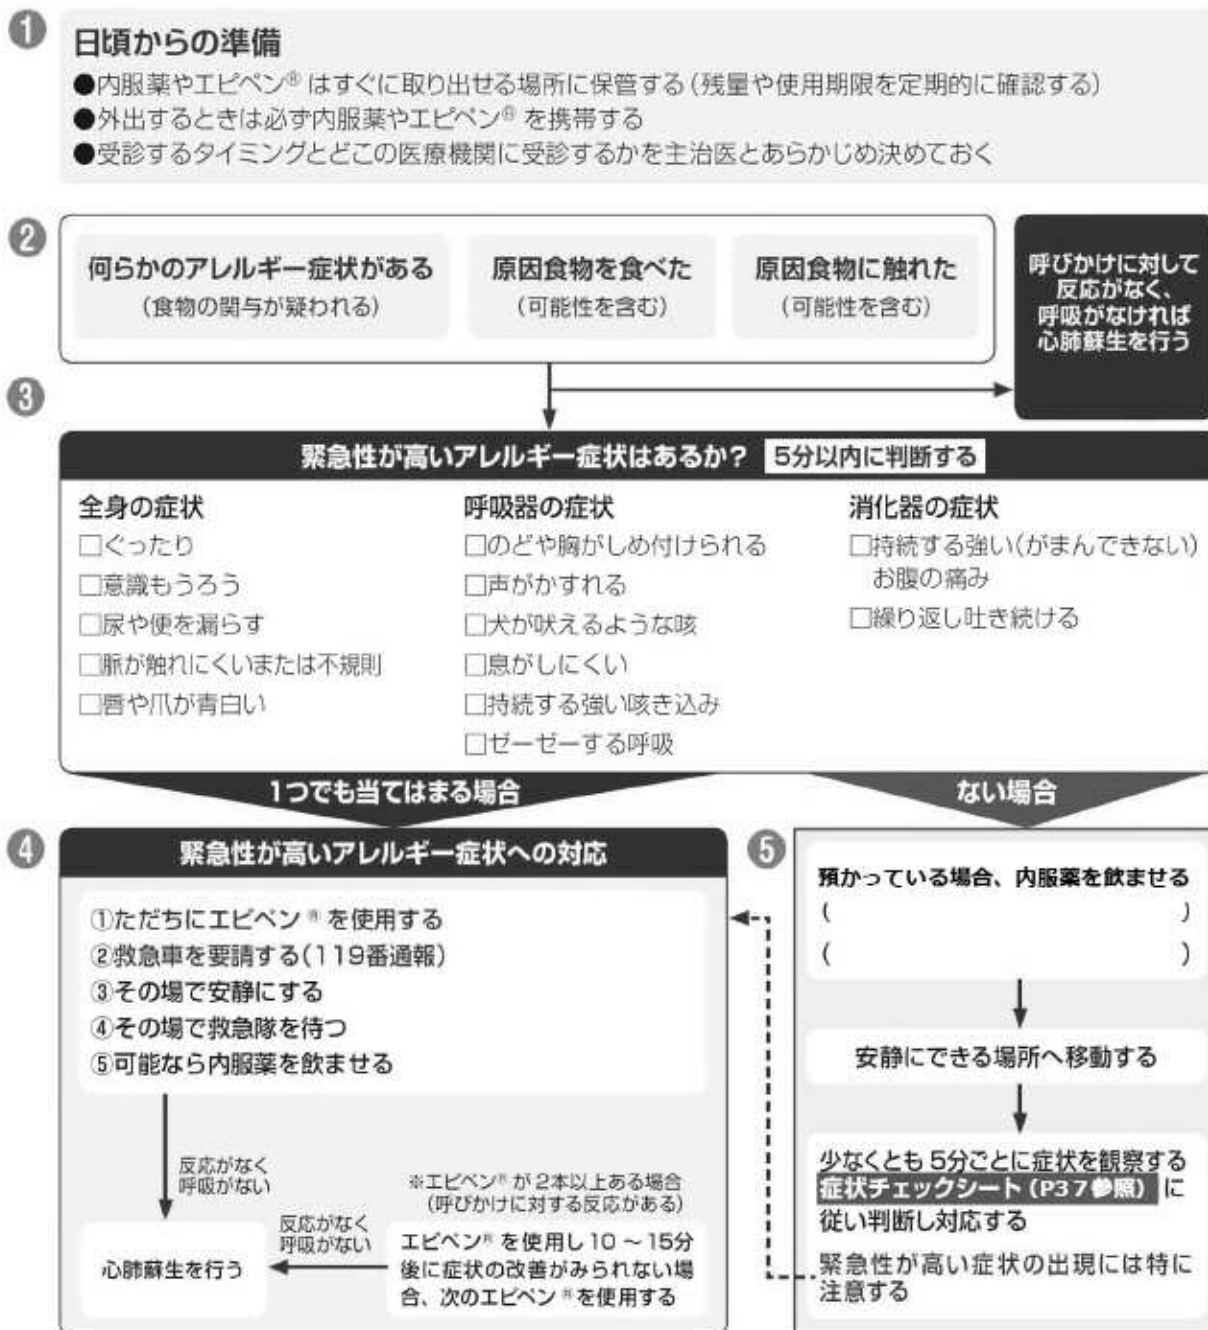 ❶
日頃からの準備
●内服薬やエピペン® はすぐに取り出せる場所に保管する(残量や使用期限を定期的に確認する)
●外出するときは必ず内服薬やエピペン® を携帯する
●受診するタイミングとどこの医療機関に受診するかを主治医とあらかじめ決めておく
❷
何らかのアレルギー症状がある
(食物の関与が疑われる)
原因食物を食べた
(可能性を含む)
原因食物に触れた
(可能性を含む)
呼びかけに対して
反応がなく、
呼吸がなければ
心肺蘇生を行う
❸
緊急性が高いアレルギー症状はあるか? 5分以内に判断する
全身の症状
□ぐったり
□意識もうろう
□尿や便を漏らす
□脈が触れにくいまたは不規則
□唇や爪が青白い
呼吸器の症状
□のどや胸がしめ付けられる
□声がかすれる
□犬が吠えるような咳
□息がしにくい
□持続する強い咳き込み
□ゼーゼーする呼吸
消化器の症状
□持続する強い(がまんできない)
お腹の痛み
□繰り返し吐き続ける
1つでも当てはまる場合
ない場合
❹
緊急性が高いアレルギー症状への対応
①ただちにエピペン® を使用する
②救急車を要請する(119番通報)
③その場で安静にする
④その場で救急隊を待つ
⑤可能なら内服薬を飲ませる
反応がなく
呼吸がない
※エピペン® が2本以上ある場合
(呼びかけに対する反応がある)
反応がなく
呼吸がない
心肺蘇生を行う
エピペン® を使用し10~15分
後に症状の改善がみられない場
合、次のエピペン®を使用する
❺
預かっている場合、内服薬を飲ませる
( )
( )
安静にできる場所へ移動する
少なくとも 5分ごとに症状を観察する
症状チェックシート(P37参照) に
従い判断し対応する
緊急性が高い症状の出現には特に
注意する